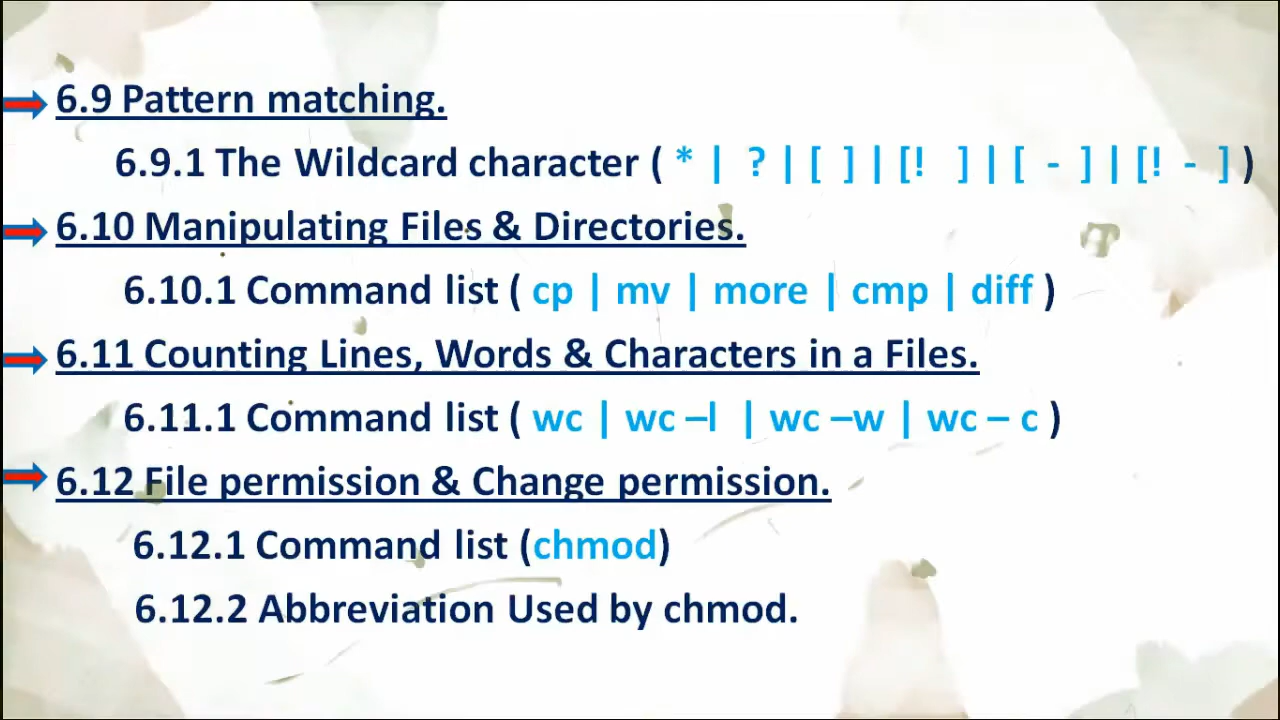 6.9 Pattern matching.
6.9.1 The Wildcard character ( * | ? | [ ] | [! ] | [ - ] | [! - ] )
6.10 Manipulating Files & Directories.
6.10.1 Command list ( cp | mv | more | cmp | diff )
6.11 Counting Lines, Words & Characters in a Files.
6.11.1 Command list ( wc | wc –l | wc –w | wc – c )
6.12 File permission & Change permission.
6.12.1 Command list (chmod)
6.12.2 Abbreviation Used by chmod.